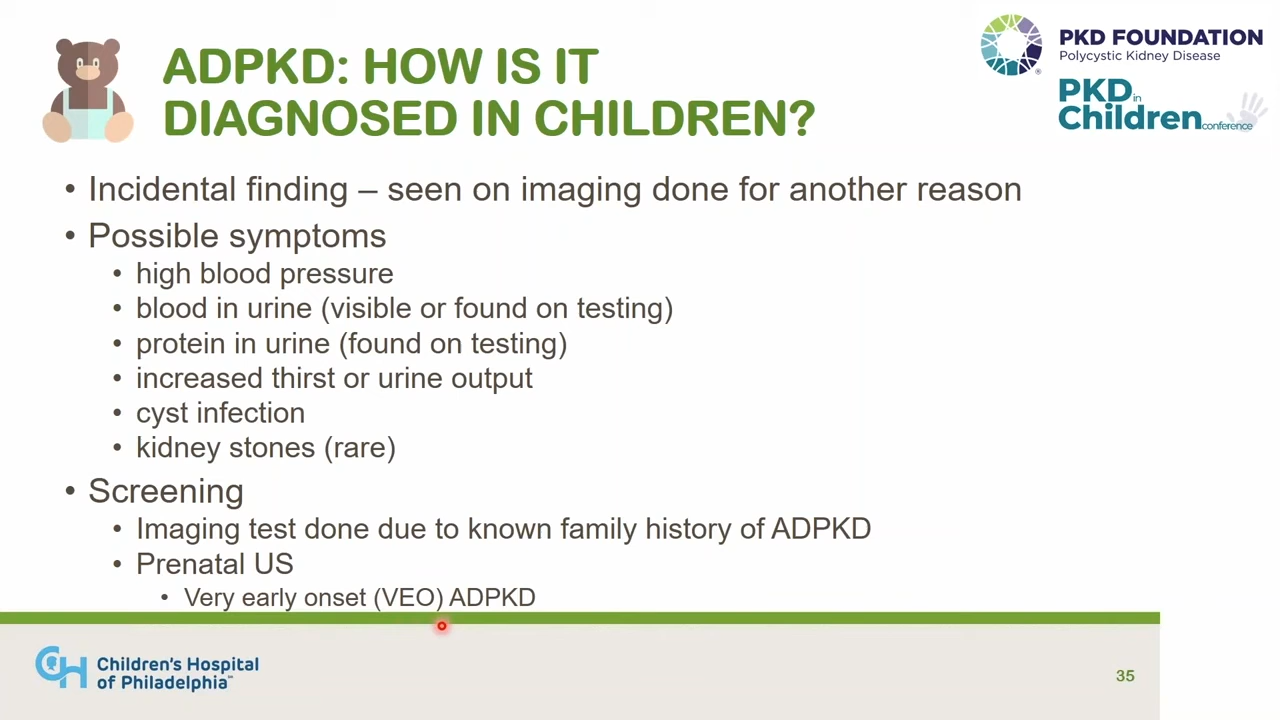 ADPKD: HOW IS IT
DIAGNOSED IN CHILDREN?
PKD FOUNDATION
Polycystic Kidney Disease
PKD in
Children conference
• Incidental finding – seen on imaging done for another reason
• Possible symptoms
• high blood pressure
• blood in urine (visible or found on testing)
• protein in urine (found on testing)
• increased thirst or urine output
• cyst infection
• kidney stones (rare)
• Screening
• Imaging test done due to known family history of ADPKD
• Prenatal US
• Very early onset (VEO) ADPKD
CH Children's Hospital
of Philadelphia™
35